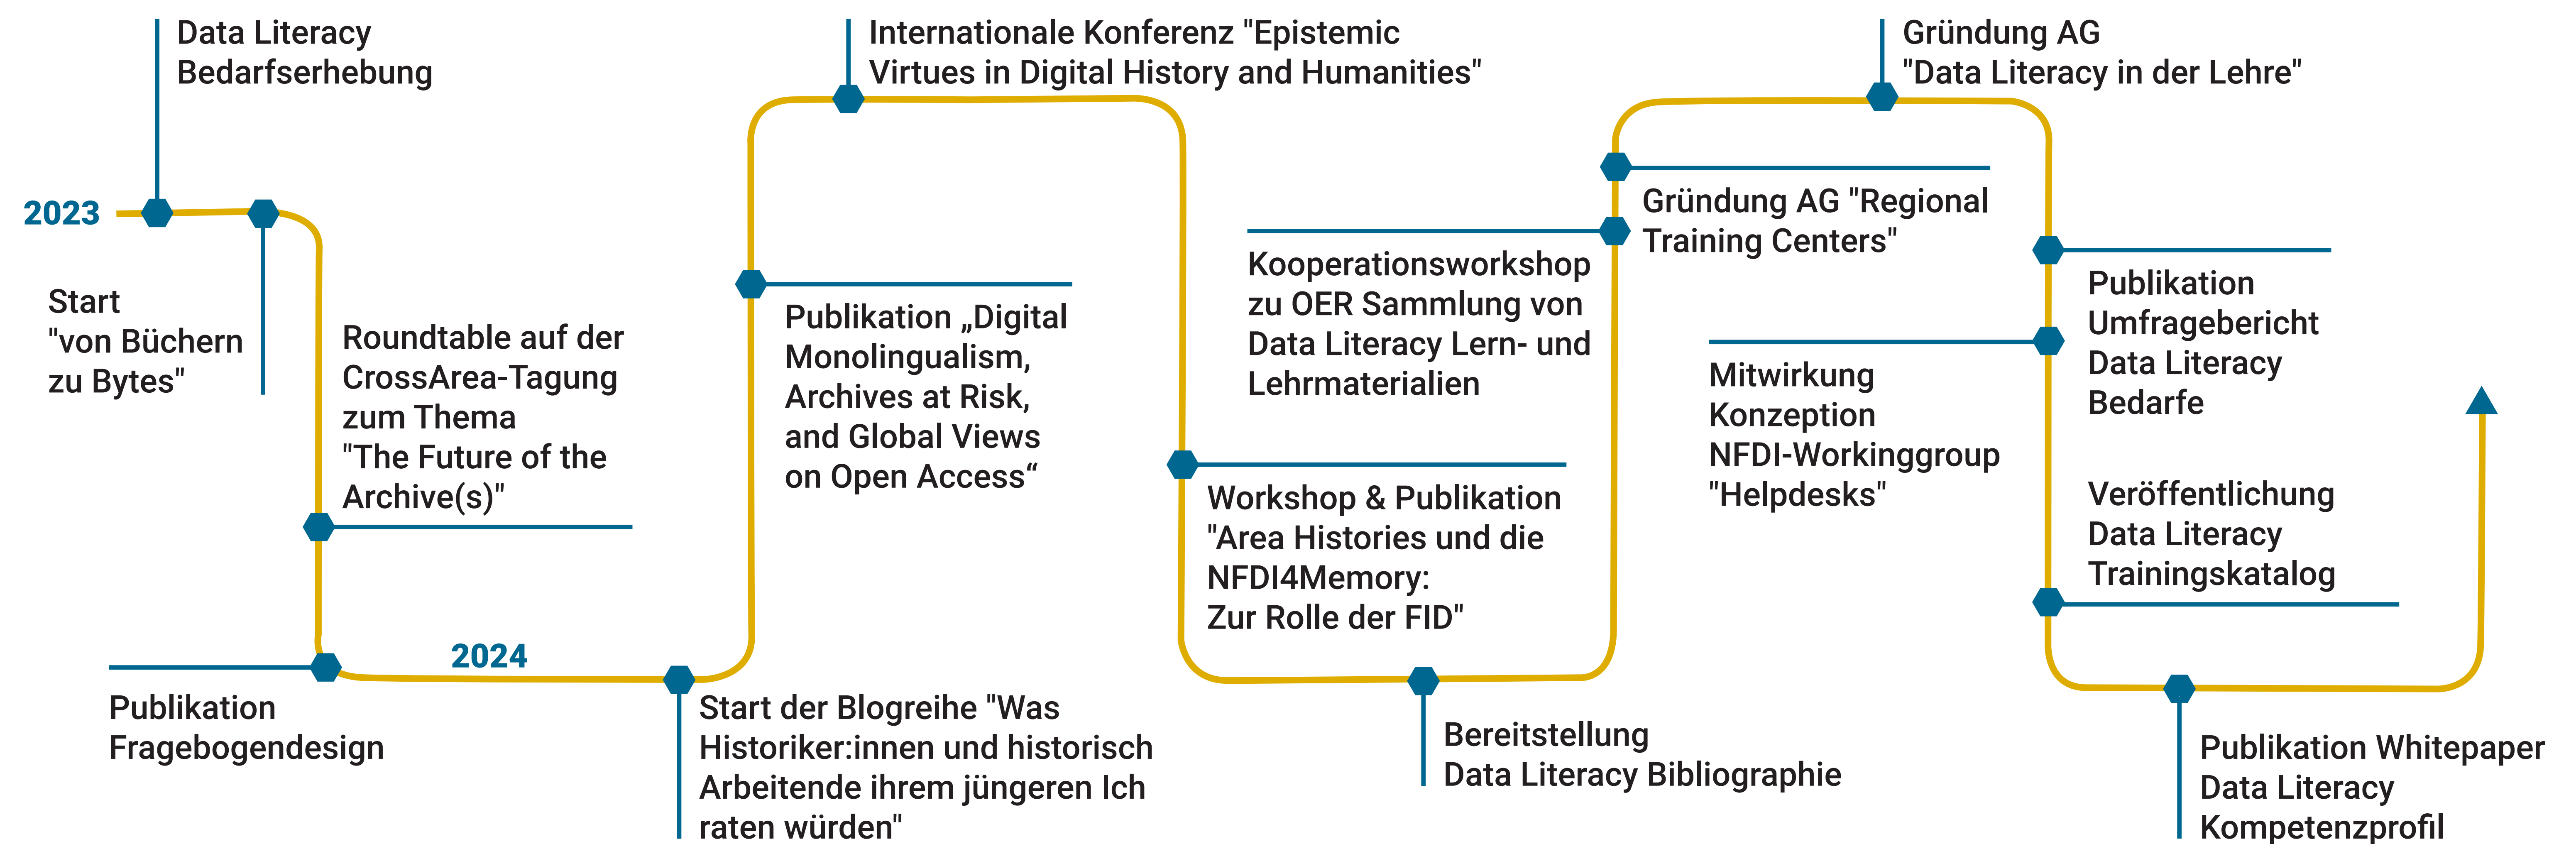 2023
Data Literacy
Bedarfserhebung
Start
"von Büchern
zu Bytes"
Roundtable auf der
CrossArea-Tagung
zum Thema
"The Future of the
Archive(s)"
Publikation
Fragebogendesign
2024
Start der Blogreihe "Was
Historiker:innen und historisch
Arbeitende ihrem jüngeren Ich
raten würden"
Publikation „Digital
Monolingualism,
Archives at Risk,
and Global Views
on Open Access“
Internationale Konferenz "Epistemic
Virtues in Digital History and Humanities"
Workshop & Publikation
"Area Histories und die
NFDI4Memory:
Zur Rolle der FID"
Bereitstellung
Data Literacy Bibliographie
Kooperationsworkshop
zu OER Sammlung von
Data Literacy Lern- und
Lehrmaterialien
Gründung AG "Regional
Training Centers"
Gründung AG
"Data Literacy in der Lehre"
Publikation
Umfragebericht
Data Literacy
Bedarfe
Mitwirkung
Konzeption
NFDI-Workinggroup
"Helpdesks"
Veröffentlichung
Data Literacy
Trainingskatalog
Publikation Whitepaper
Data Literacy
Kompetenzprofil